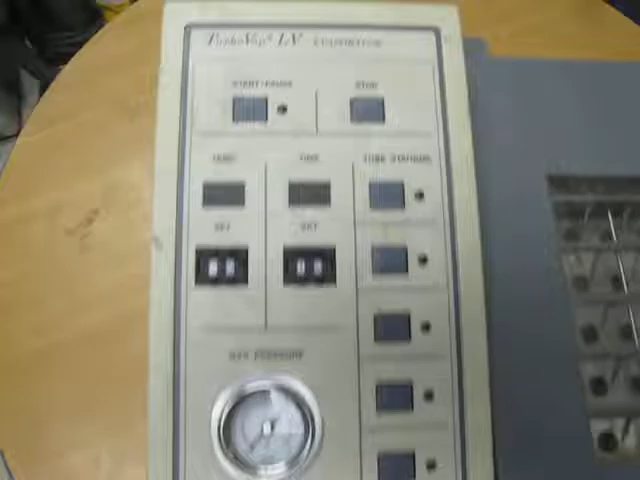 TurboVap® LV EVAPORATOR
START/PAUSE STOP
TEMP TIME TUBE STATIONS
SET SET
GAS PRESSURE